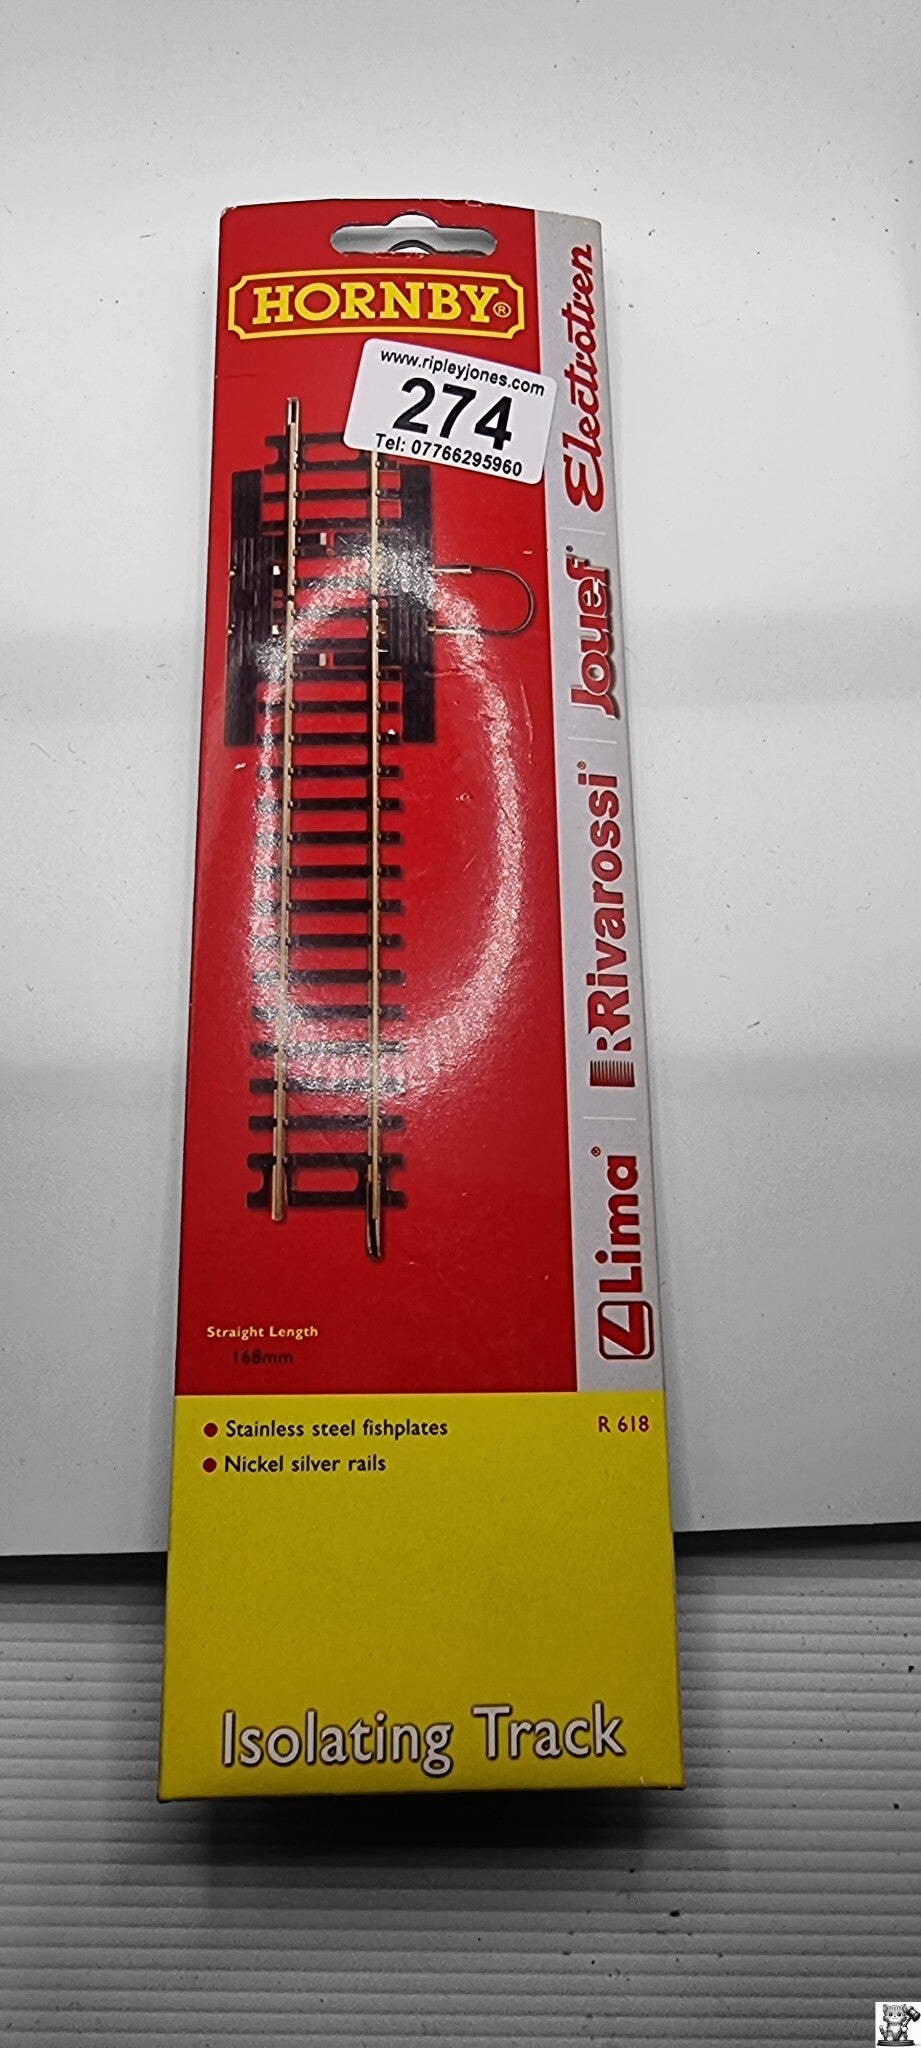 HORNBY®
www.ripleyjones.com
274
Tel: 07766295960
Electrotren
Jouef®
Rivarossi®
Lima®
Straight Length
168mm
• Stainless steel fishplates
• Nickel silver rails
R 618
Isolating Track